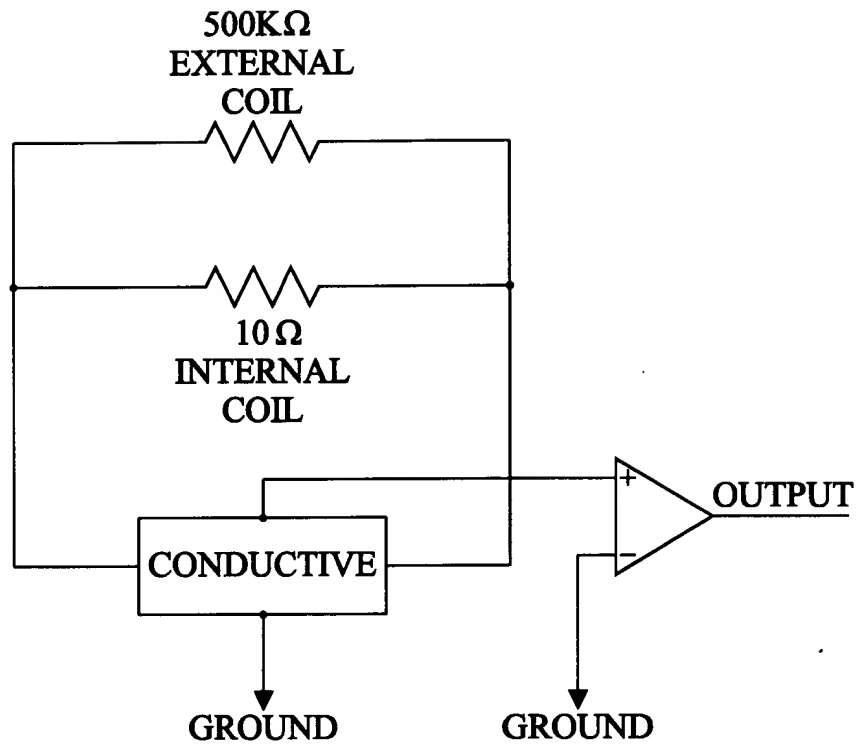 500KΩ
EXTERNAL
COIL
10Ω
INTERNAL
COIL
+
OUTPUT
CONDUCTIVE
−
GROUND
GROUND